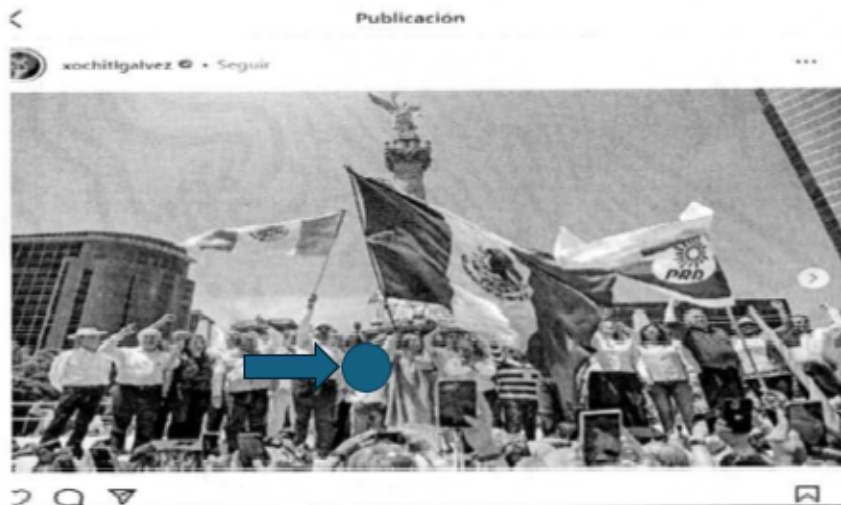 Publicación
xochitlgalvez • Seguir
PRD